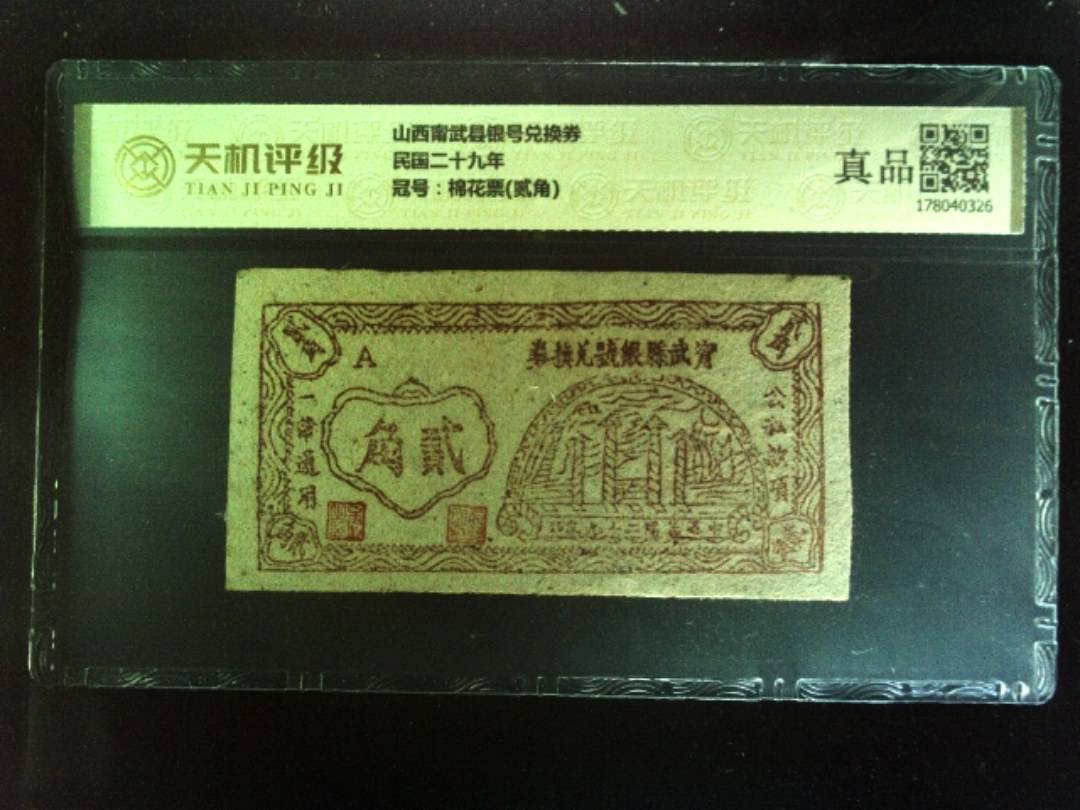 天机评级
TIAN JI PING JI
山西甯武县银号兑换券
民国二十九年
冠号：棉花票(贰角)
真品
178040326
甯武縣銀號兑换券
A
貳角
一律通用